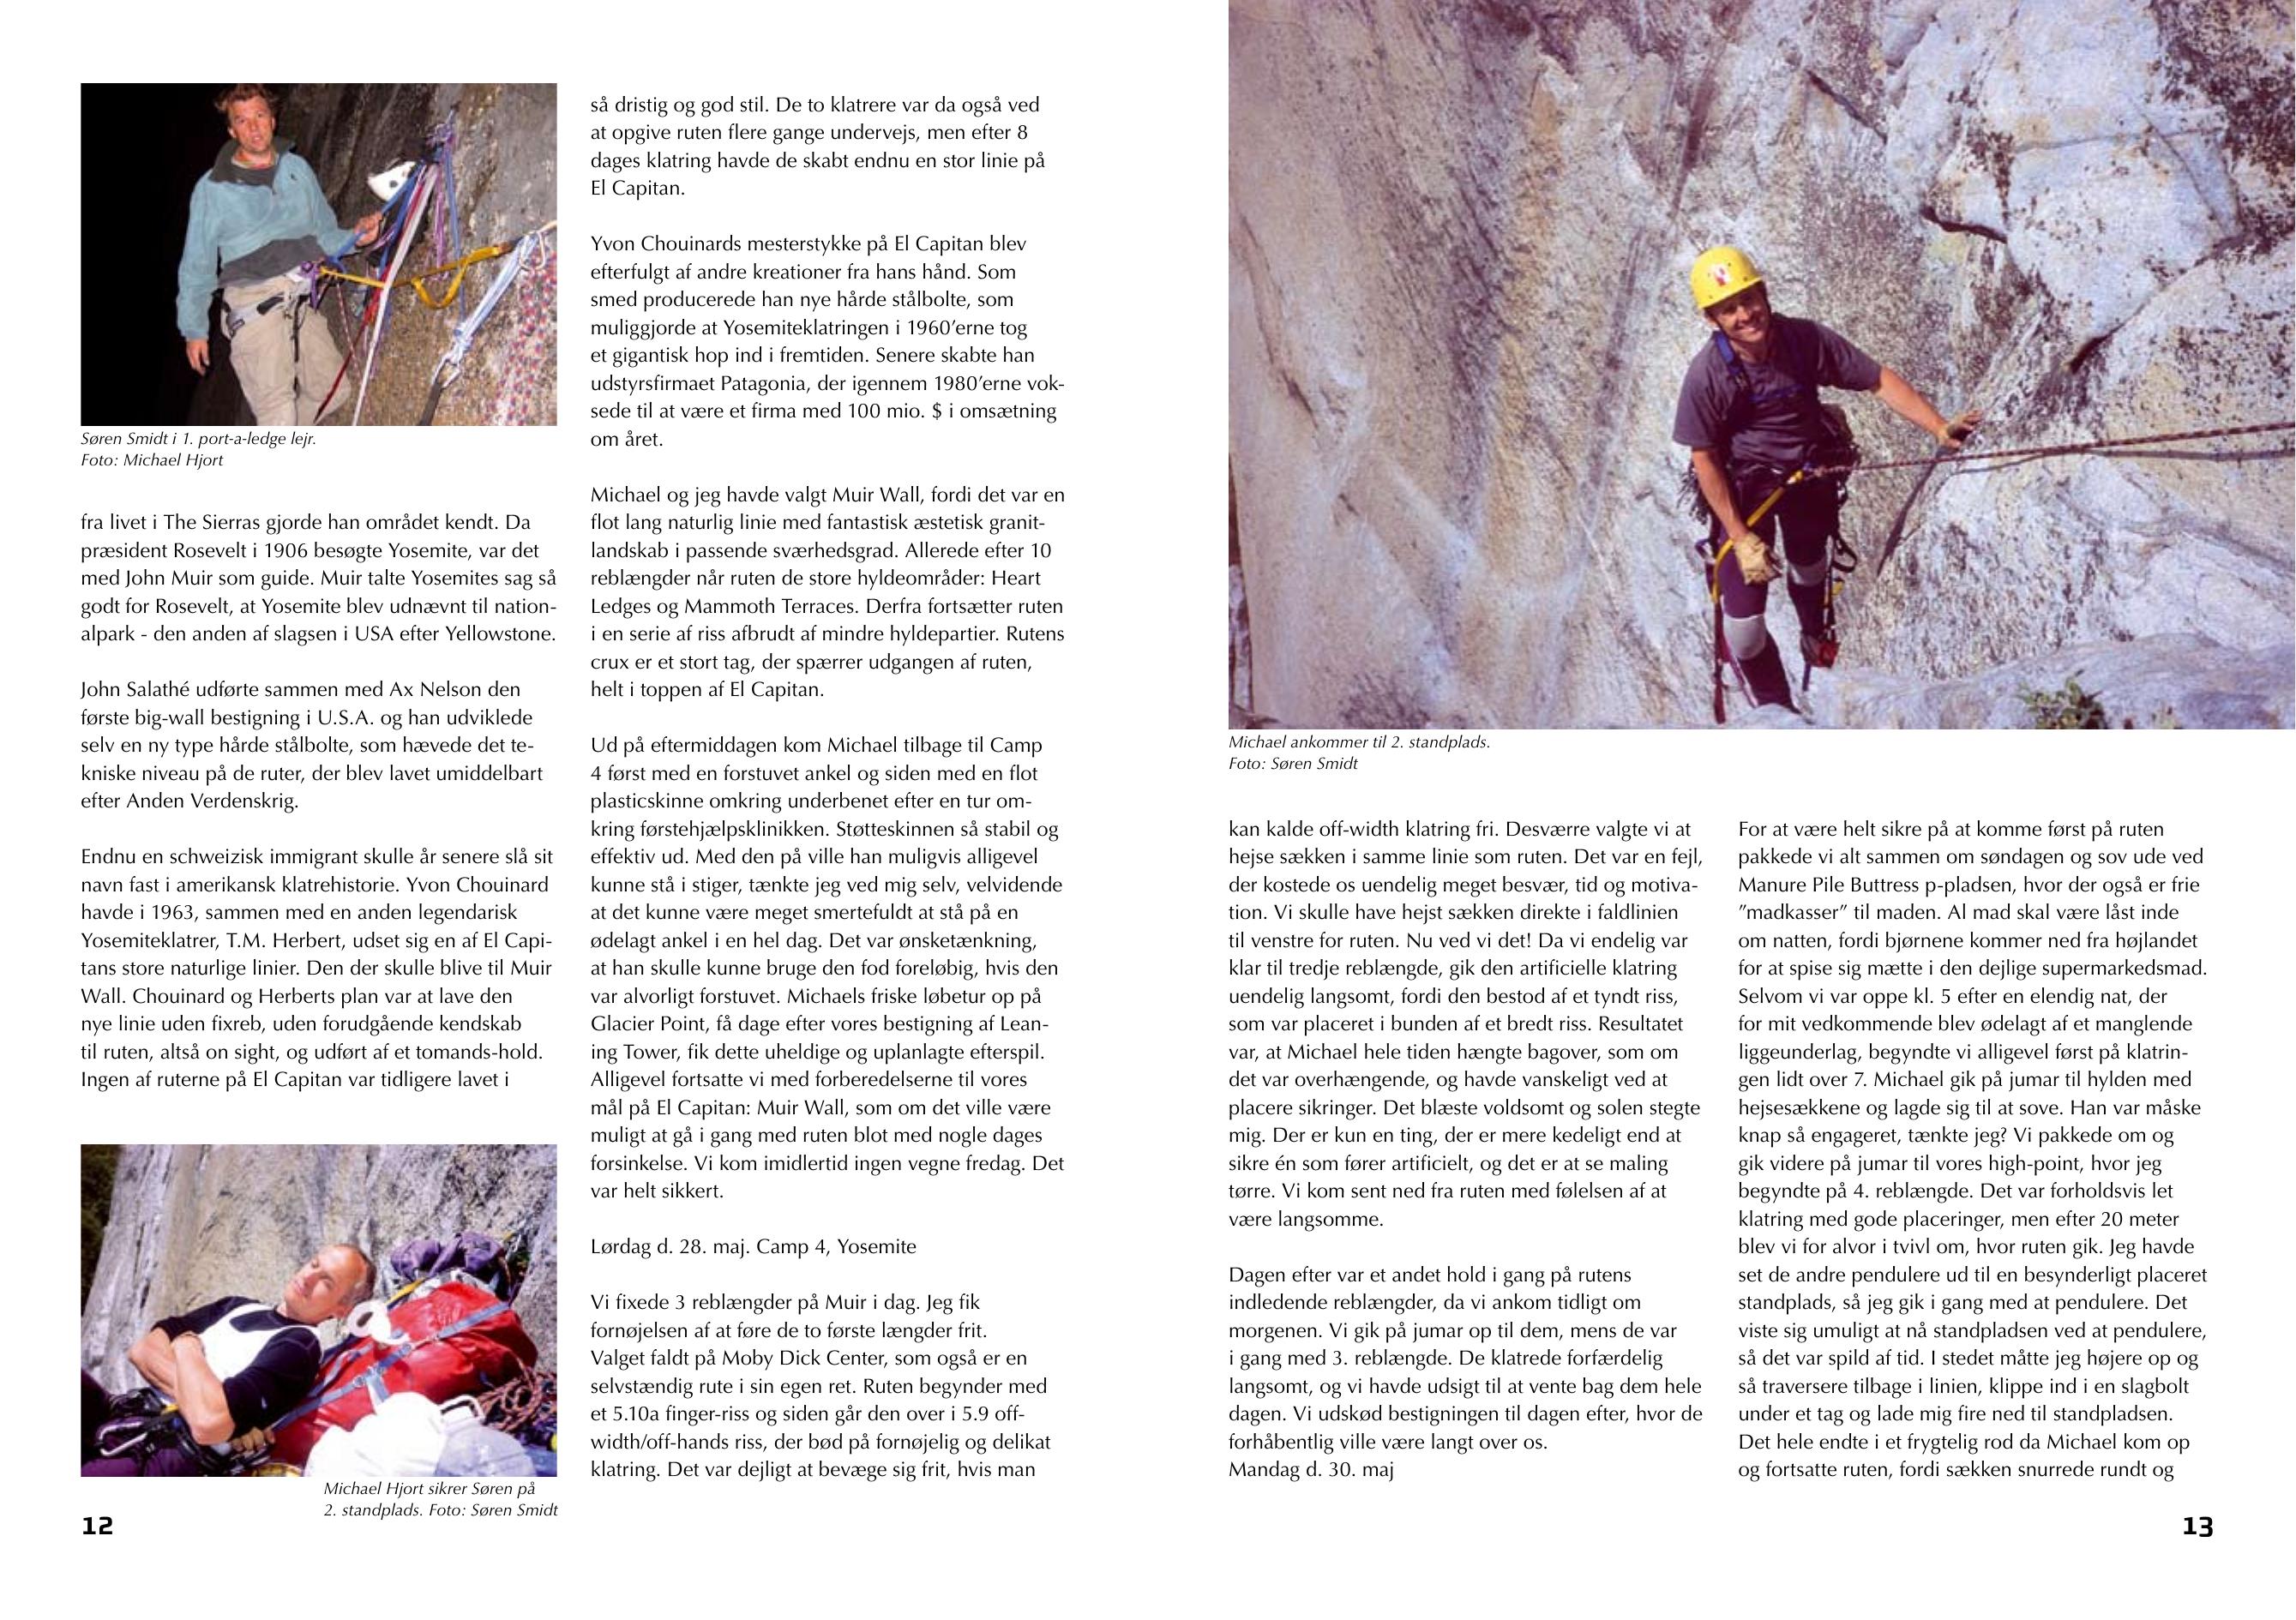 Søren Smidt i 1. port-a-ledge lejr.
Foto: Michael Hjort
fra livet i The Sierras gjorde han området kendt. Da
præsident Rosevelt i 1906 besøgte Yosemite, var det
med John Muir som guide. Muir talte Yosemites sag så
godt for Rosevelt, at Yosemite blev udnævnt til nation-
alpark - den anden af slagsen i USA efter Yellowstone.
John Salathé udførte sammen med Ax Nelson den
første big-wall bestigning i U.S.A. og han udviklede
selv en ny type hårde stålbolte, som hævede det te-
kniske niveau på de ruter, der blev lavet umiddelbart
efter Anden Verdenskrig.
Endnu en schweizisk immigrant skulle år senere slå sit
navn fast i amerikansk klatrehistorie. Yvon Chouinard
havde i 1963, sammen med en anden legendarisk
Yosemiteklatrer, T.M. Herbert, udset sig en af El Capi-
tans store naturlige linier. Den der skulle blive til Muir
Wall. Chouinard og Herberts plan var at lave den
nye linie uden fixreb, uden forudgående kendskab
til ruten, altså on sight, og udført af et tomands-hold.
Ingen af ruterne på El Capitan var tidligere lavet i
Michael Hjort sikrer Søren på
2. standplads. Foto: Søren Smidt
12
så dristig og god stil. De to klatrere var da også ved
at opgive ruten flere gange undervejs, men efter 8
dages klatring havde de skabt endnu en stor linie på
El Capitan.
Yvon Chouinards mesterstykke på El Capitan blev
efterfulgt af andre kreationer fra hans hånd. Som
smed producerede han nye hårde stålbolte, som
muliggjorde at Yosemiteklatringen i 1960’erne tog
et gigantisk hop ind i fremtiden. Senere skabte han
udstyrsfirmaet Patagonia, der igennem 1980’erne vok-
sede til at være et firma med 100 mio. $ i omsætning
om året.
Michael og jeg havde valgt Muir Wall, fordi det var en
flot lang naturlig linie med fantastisk æstetisk granit-
landskab i passende sværhedsgrad. Allerede efter 10
reblængder når ruten de store hyldeområder: Heart
Ledges og Mammoth Terraces. Derfra fortsætter ruten
i en serie af riss afbrudt af mindre hyldepartier. Rutens
crux er et stort tag, der spærrer udgangen af ruten,
helt i toppen af El Capitan.
Ud på eftermiddagen kom Michael tilbage til Camp
4 først med en forstuvet ankel og siden med en flot
plasticskinne omkring underbenet efter en tur om-
kring førstehjælpsklinikken. Støtteskinnen så stabil og
effektiv ud. Med den på ville han muligvis alligevel
kunne stå i stiger, tænkte jeg ved mig selv, velvidende
at det kunne være meget smertefuldt at stå på en
ødelagt ankel i en hel dag. Det var ønsketænkning,
at han skulle kunne bruge den fod foreløbig, hvis den
var alvorligt forstuvet. Michaels friske løbetur op på
Glacier Point, få dage efter vores bestigning af Lean-
ing Tower, fik dette uheldige og uplanlagte efterspil.
Alligevel fortsatte vi med forberedelserne til vores
mål på El Capitan: Muir Wall, som om det ville være
muligt at gå i gang med ruten blot med nogle dages
forsinkelse. Vi kom imidlertid ingen vegne fredag. Det
var helt sikkert.
Lørdag d. 28. maj. Camp 4, Yosemite
Vi fixede 3 reblængder på Muir i dag. Jeg fik
fornøjelsen af at føre de to første længder frit.
Valget faldt på Moby Dick Center, som også er en
selvstændig rute i sin egen ret. Ruten begynder med
et 5.10a finger-riss og siden går den over i 5.9 off-
width/off-hands riss, der bød på fornøjelig og delikat
klatring. Det var dejligt at bevæge sig frit, hvis man
Michael ankommer til 2. standplads.
Foto: Søren Smidt
kan kalde off-width klatring fri. Desværre valgte vi at
hejse sækken i samme linie som ruten. Det var en fejl,
der kostede os uendelig meget besvær, tid og motiva-
tion. Vi skulle have hejst sækken direkte i faldlinien
til venstre for ruten. Nu ved vi det! Da vi endelig var
klar til tredje reblængde, gik den artificielle klatring
uendelig langsomt, fordi den bestod af et tyndt riss,
som var placeret i bunden af et bredt riss. Resultatet
var, at Michael hele tiden hængte bagover, som om
det var overhængende, og havde vanskeligt ved at
placere sikringer. Det blæste voldsomt og solen stegte
mig. Der er kun en ting, der er mere kedeligt end at
sikre én som fører artificielt, og det er at se maling
tørre. Vi kom sent ned fra ruten med følelsen af at
være langsomme.
Dagen efter var et andet hold i gang på rutens
indledende reblængder, da vi ankom tidligt om
morgenen. Vi gik på jumar op til dem, mens de var
i gang med 3. reblængde. De klatrede forfærdelig
langsomt, og vi havde udsigt til at vente bag dem hele
dagen. Vi udskød bestigningen til dagen efter, hvor de
forhåbentlig ville være langt over os.
Mandag d. 30. maj
For at være helt sikre på at komme først på ruten
pakkede vi alt sammen om søndagen og sov ude ved
Manure Pile Buttress p-pladsen, hvor der også er frie
”madkasser” til maden. Al mad skal være låst inde
om natten, fordi bjørnene kommer ned fra højlandet
for at spise sig mætte i den dejlige supermarkedsmad.
Selvom vi var oppe kl. 5 efter en elendig nat, der
for mit vedkommende blev ødelagt af et manglende
liggeunderlag, begyndte vi alligevel først på klatrin-
gen lidt over 7. Michael gik på jumar til hylden med
hejsesækkene og lagde sig til at sove. Han var måske
knap så engageret, tænkte jeg? Vi pakkede om og
gik videre på jumar til vores high-point, hvor jeg
begyndte på 4. reblængde. Det var forholdsvis let
klatring med gode placeringer, men efter 20 meter
blev vi for alvor i tvivl om, hvor ruten gik. Jeg havde
set de andre pendulere ud til en besynderligt placeret
standplads, så jeg gik i gang med at pendulere. Det
viste sig umuligt at nå standpladsen ved at pendulere,
så det var spild af tid. I stedet måtte jeg højere op og
så traversere tilbage i linien, klippe ind i en slagbolt
under et tag og lade mig fire ned til standpladsen.
Det hele endte i et frygtelig rod da Michael kom op
og fortsatte ruten, fordi sækken snurrede rundt og
13